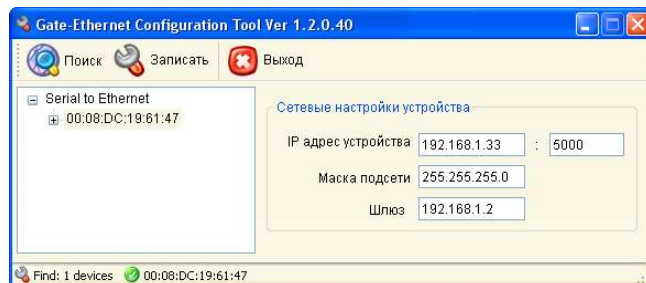 Gate-Ethernet Configuration Tool Ver 1.2.0.40
Поиск Записать Выход
Serial to Ethernet
00:08:DC:19:61:47
Сетевые настройки устройства
IP адрес устройства 192.168.1.33 : 5000
Маска подсети 255.255.255.0
Шлюз 192.168.1.2
Find: 1 devices 00:08:DC:19:61:47